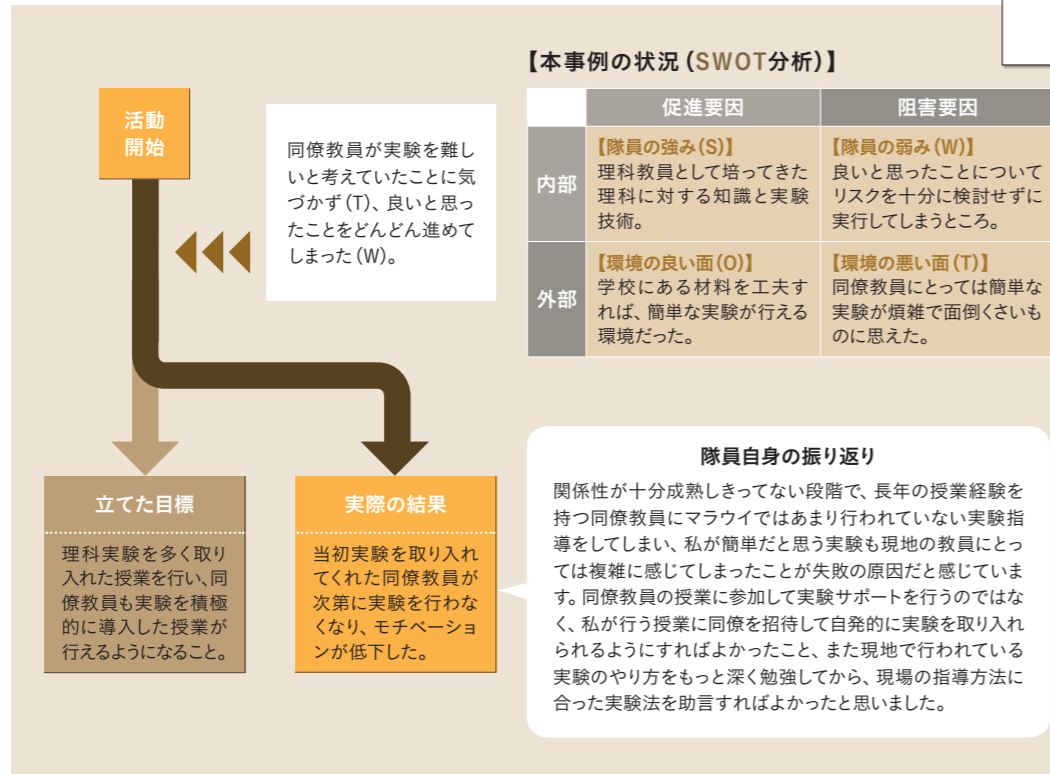 【本事例の状況（SWOT分析）】
活動
開始
同僚教員が実験を難し
いと考えていたことに気
づかず（T）、良いと思っ
たことをどんどん進めて
しまった（W）。
促進要因
阻害要因
内部
【隊員の強み（S）】
理科教員として培ってきた
理科に対する知識と実験
技術。
【隊員の弱み（W）】
良いと思ったことについて
リスクを十分に検討せずに
実行してしまうところ。
外部
【環境の良い面（O）】
学校にある材料を工夫す
れば、簡単な実験が行える
環境だった。
【環境の悪い面（T）】
同僚教員にとっては簡単な
実験が煩雑で面倒くさいも
のに思えた。
立てた目標
理科実験を多く取り
入れた授業を行い、同
僚教員も実験を積極
的に導入した授業が
行えるようになること。
実際の結果
当初実験を取り入れ
てくれた同僚教員が
次第に実験を行わな
くなり、モチベーショ
ンが低下した。
隊員自身の振り返り
関係性が十分成熟しきってない段階で、長年の授業経験を
持つ同僚教員にマラウイではあまり行われていない実験指
導をしてしまい、私が簡単だと思う実験も現地の教員にとっ
ては複雑に感じてしまったことが失敗の原因だと感じていま
す。同僚教員の授業に参加して実験サポートを行うのではな
く、私が行う授業に同僚を招待して自発的に実験を取り入れ
られるようにすればよかったこと、また現地で行われている
実験のやり方をもっと深く勉強してから、現場の指導方法に
合った実験法を助言すればよかったと思いました。